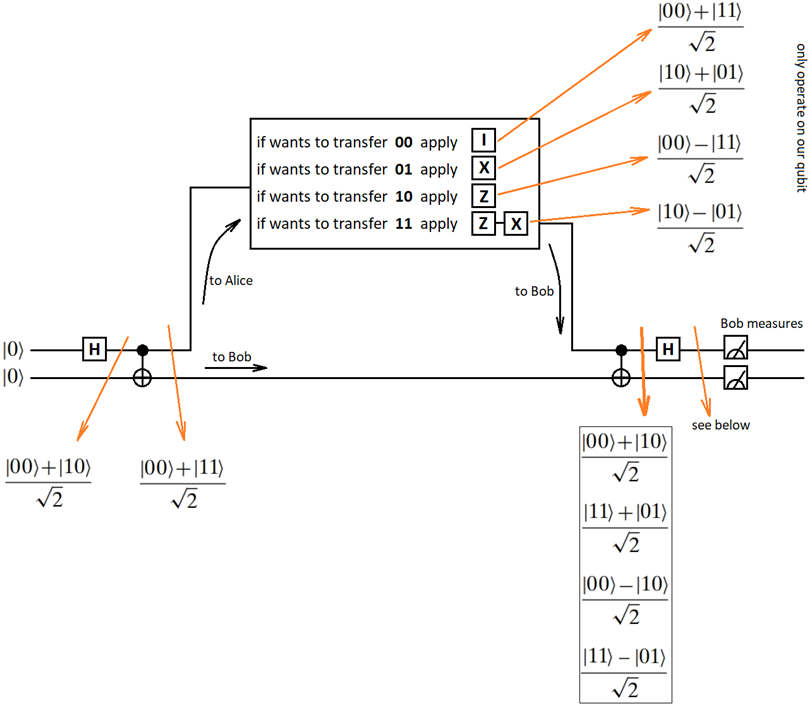 |00⟩+|11⟩
√2
|10⟩+|01⟩
√2
|00⟩−|11⟩
√2
|10⟩−|01⟩
√2
only operate on our qubit
if wants to transfer 00 apply I
if wants to transfer 01 apply X
if wants to transfer 10 apply Z
if wants to transfer 11 apply Z X
to Alice
to Bob
to Bob
Bob measures
|0⟩ H H
|0⟩
see below
|00⟩+|10⟩
√2
|00⟩+|11⟩
√2
|00⟩+|10⟩
√2
|11⟩+|01⟩
√2
|00⟩−|10⟩
√2
|11⟩−|01⟩
√2